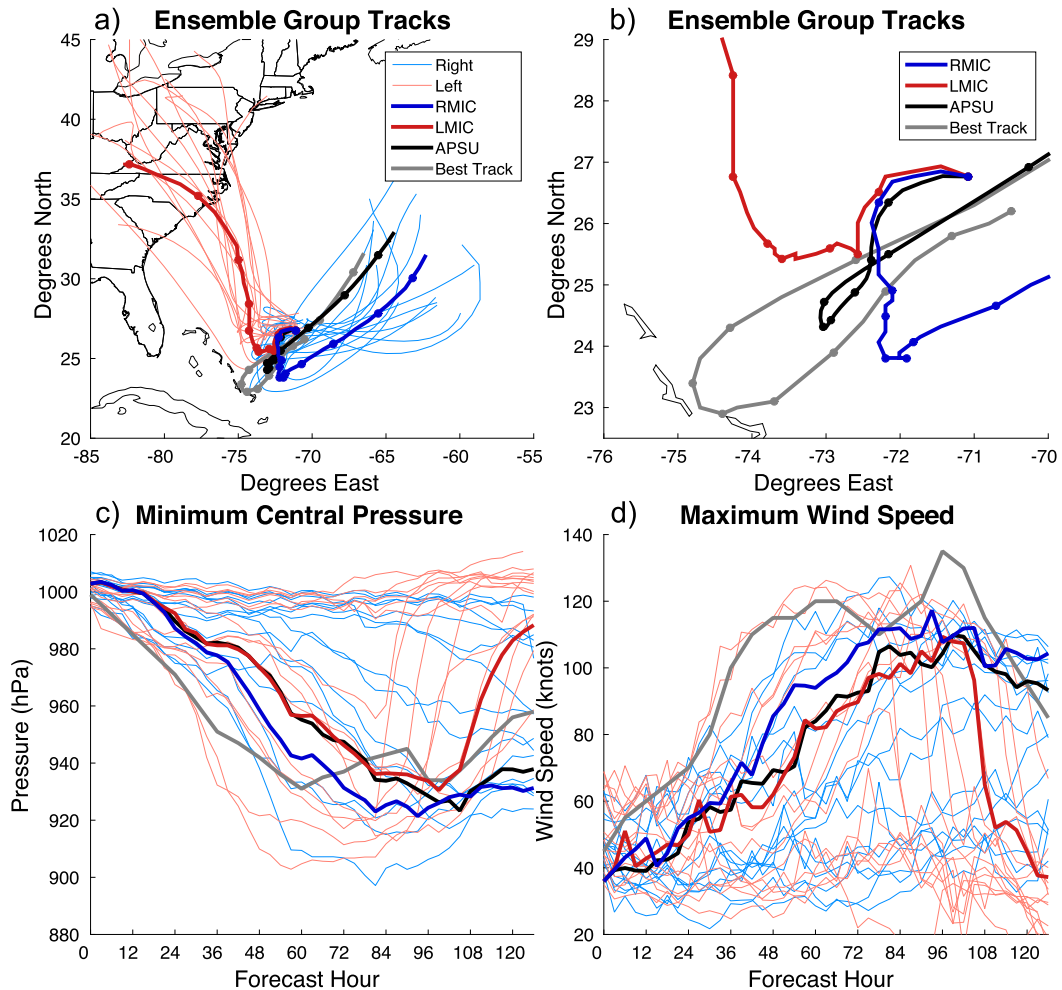 a) Ensemble Group Tracks
45
40
35
30
25
20
Degrees North
-85 -80 -75 -70 -65 -60 -55
Degrees East
Right
Left
RMIC
LMIC
APSU
Best Track
b) Ensemble Group Tracks
29
28
27
26
25
24
23
Degrees North
-76 -75 -74 -73 -72 -71 -70
Degrees East
RMIC
LMIC
APSU
Best Track
c) Minimum Central Pressure
1020
1000
980
960
940
920
900
880
Pressure (hPa)
0 12 24 36 48 60 72 84 96 108 120
Forecast Hour
d) Maximum Wind Speed
140
120
100
80
60
40
20
Wind Speed (knots)
0 12 24 36 48 60 72 84 96 108 120
Forecast Hour